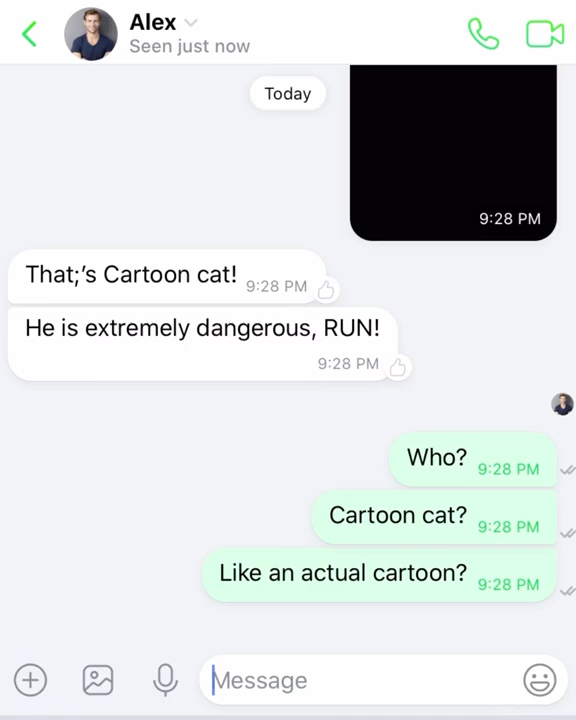 Alex
Seen just now
Today
9:28 PM
That;'s Cartoon cat! 9:28 PM
He is extremely dangerous, RUN!
9:28 PM
Who? 9:28 PM
Cartoon cat? 9:28 PM
Like an actual cartoon? 9:28 PM
Message